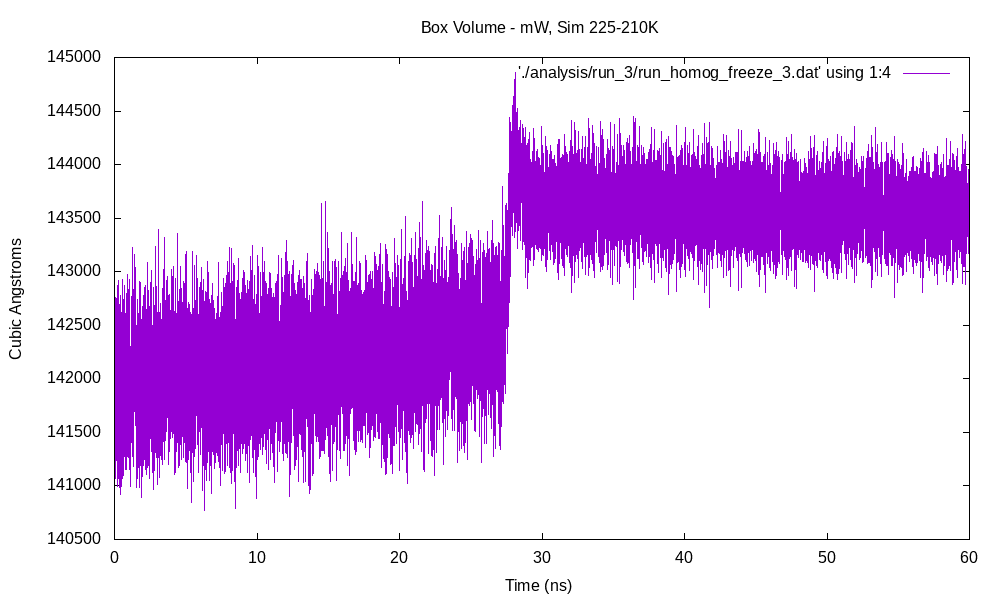 Box Volume - mW, Sim 225-210K
'./analysis/run_3/run_homog_freeze_3.dat' using 1:4
Cubic Angstroms
145000
144500
144000
143500
143000
142500
142000
141500
141000
140500
0 10 20 30 40 50 60
Time (ns)